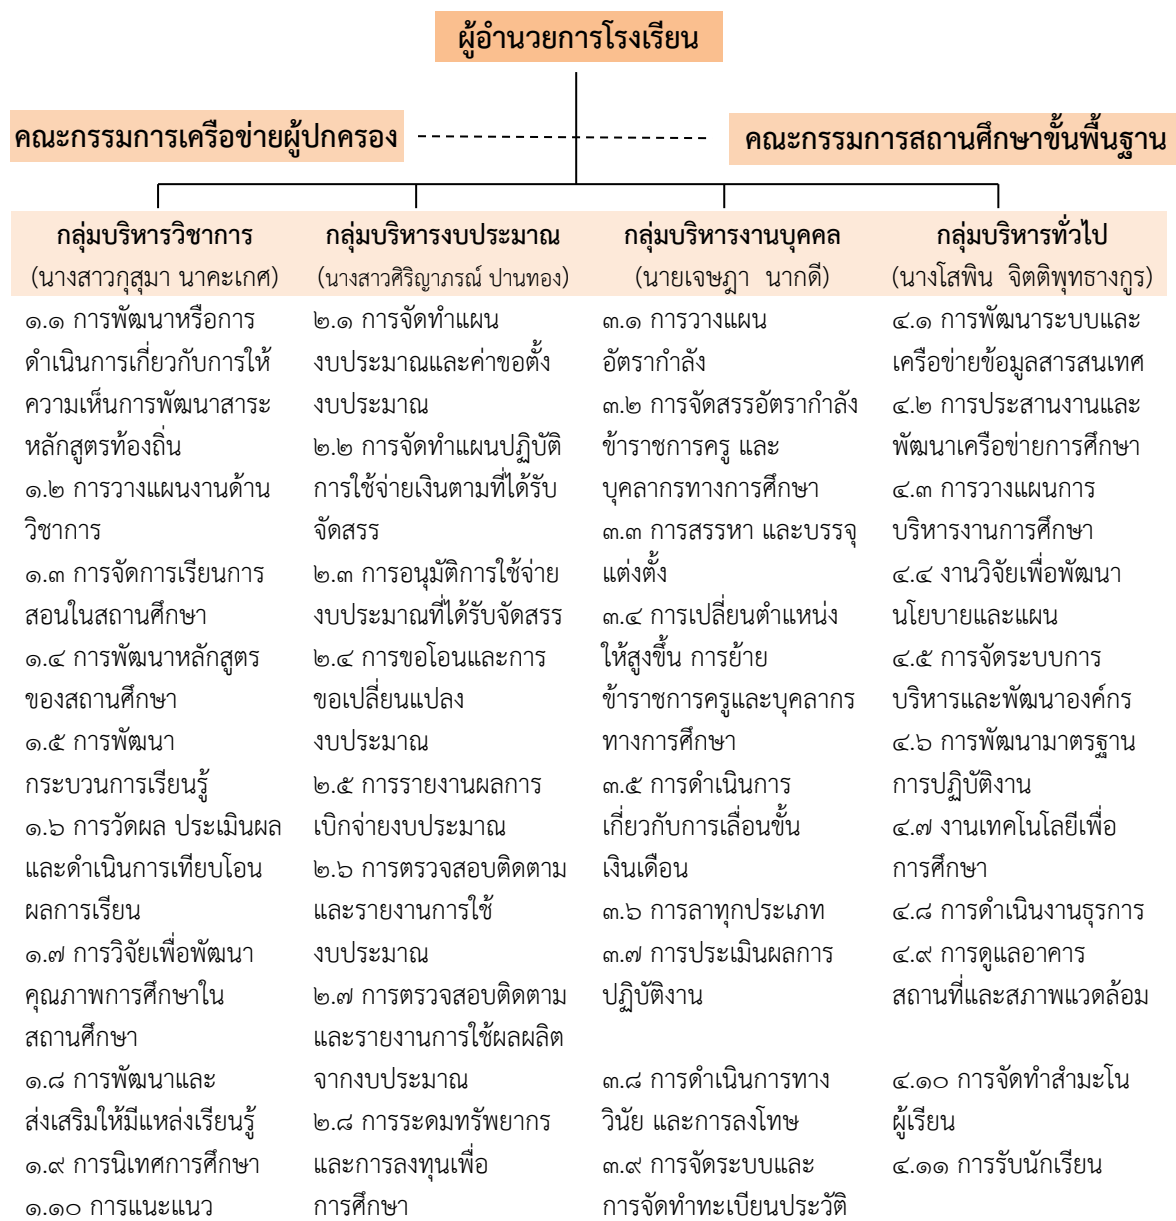 ผู้อำนวยการโรงเรียน
คณะกรรมการเครือข่ายผู้ปกครอง
คณะกรรมการสถานศึกษาขั้นพื้นฐาน
กลุ่มบริหารวิชาการ
(นางสาวกุสุมา นาคะเกศ)
๑.๑ การพัฒนาหรือการ
ดำเนินการเกี่ยวกับการให้
ความเห็นการพัฒนาสาระ
หลักสูตรท้องถิ่น
๑.๒ การวางแผนงานด้าน
วิชาการ
๑.๓ การจัดการเรียนการ
สอนในสถานศึกษา
๑.๔ การพัฒนาหลักสูตร
ของสถานศึกษา
๑.๕ การพัฒนา
กระบวนการเรียนรู้
๑.๖ การวัดผล ประเมินผล
และดำเนินการเทียบโอน
ผลการเรียน
๑.๗ การวิจัยเพื่อพัฒนา
คุณภาพการศึกษาใน
สถานศึกษา
๑.๘ การพัฒนาและ
ส่งเสริมให้มีแหล่งเรียนรู้
๑.๙ การนิเทศการศึกษา
๑.๑๐ การแนะแนว
กลุ่มบริหารงบประมาณ
(นางสาวศิริญาภรณ์ ปานทอง)
๒.๑ การจัดทำแผน
งบประมาณและค่าขอตั้ง
งบประมาณ
๒.๒ การจัดทำแผนปฏิบัติ
การใช้จ่ายเงินตามที่ได้รับ
จัดสรร
๒.๓ การอนุมัติการใช้จ่าย
งบประมาณที่ได้รับจัดสรร
๒.๔ การขอโอนและการ
ขอเปลี่ยนแปลง
งบประมาณ
๒.๕ การรายงานผลการ
เบิกจ่ายงบประมาณ
๒.๖ การตรวจสอบติดตาม
และรายงานการใช้
งบประมาณ
๒.๗ การตรวจสอบติดตาม
และรายงานการใช้ผลผลิต
จากงบประมาณ
๒.๘ การระดมทรัพยากร
และการลงทุนเพื่อ
การศึกษา
กลุ่มบริหารงานบุคคล
(นายเจษฎา  นากดี)
๓.๑ การวางแผน
อัตรากำลัง
๓.๒ การจัดสรรอัตรากำลัง
ข้าราชการครู และ
บุคลากรทางการศึกษา
๓.๓ การสรรหา และบรรจุ
แต่งตั้ง
๓.๔ การเปลี่ยนตำแหน่ง
ให้สูงขึ้น การย้าย
ข้าราชการครูและบุคลากร
ทางการศึกษา
๓.๕ การดำเนินการ
เกี่ยวกับการเลื่อนขั้น
เงินเดือน
๓.๖ การลาทุกประเภท
๓.๗ การประเมินผลการ
ปฏิบัติงาน
๓.๘ การดำเนินการทาง
วินัย และการลงโทษ
๓.๙ การจัดระบบและ
การจัดทำทะเบียนประวัติ
กลุ่มบริหารทั่วไป
(นางโสพิน  จิตติพุทธางกูร)
๔.๑ การพัฒนาระบบและ
เครือข่ายข้อมูลสารสนเทศ
๔.๒ การประสานงานและ
พัฒนาเครือข่ายการศึกษา
๔.๓ การวางแผนการ
บริหารงานการศึกษา
๔.๔ งานวิจัยเพื่อพัฒนา
นโยบายและแผน
๔.๕ การจัดระบบการ
บริหารและพัฒนาองค์กร
๔.๖ การพัฒนามาตรฐาน
การปฏิบัติงาน
๔.๗ งานเทคโนโลยีเพื่อ
การศึกษา
๔.๘ การดำเนินงานธุรการ
๔.๙ การดูแลอาคาร
สถานที่และสภาพแวดล้อม
๔.๑๐ การจัดทำสำมะโน
ผู้เรียน
๔.๑๑ การรับนักเรียน